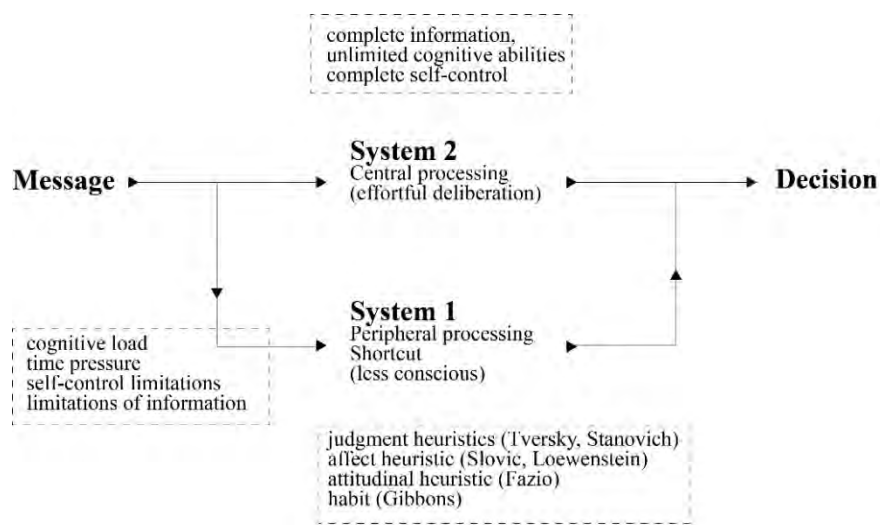 complete information,
unlimited cognitive abilities
complete self-control
System 2
Central processing
(effortful deliberation)
Message
Decision
System 1
Peripheral processing
Shortcut
(less conscious)
cognitive load
time pressure
self-control limitations
limitations of information
judgment heuristics (Tversky, Stanovich)
affect heuristic (Slovic, Loewenstein)
attitudinal heuristic (Fazio)
habit (Gibbons)